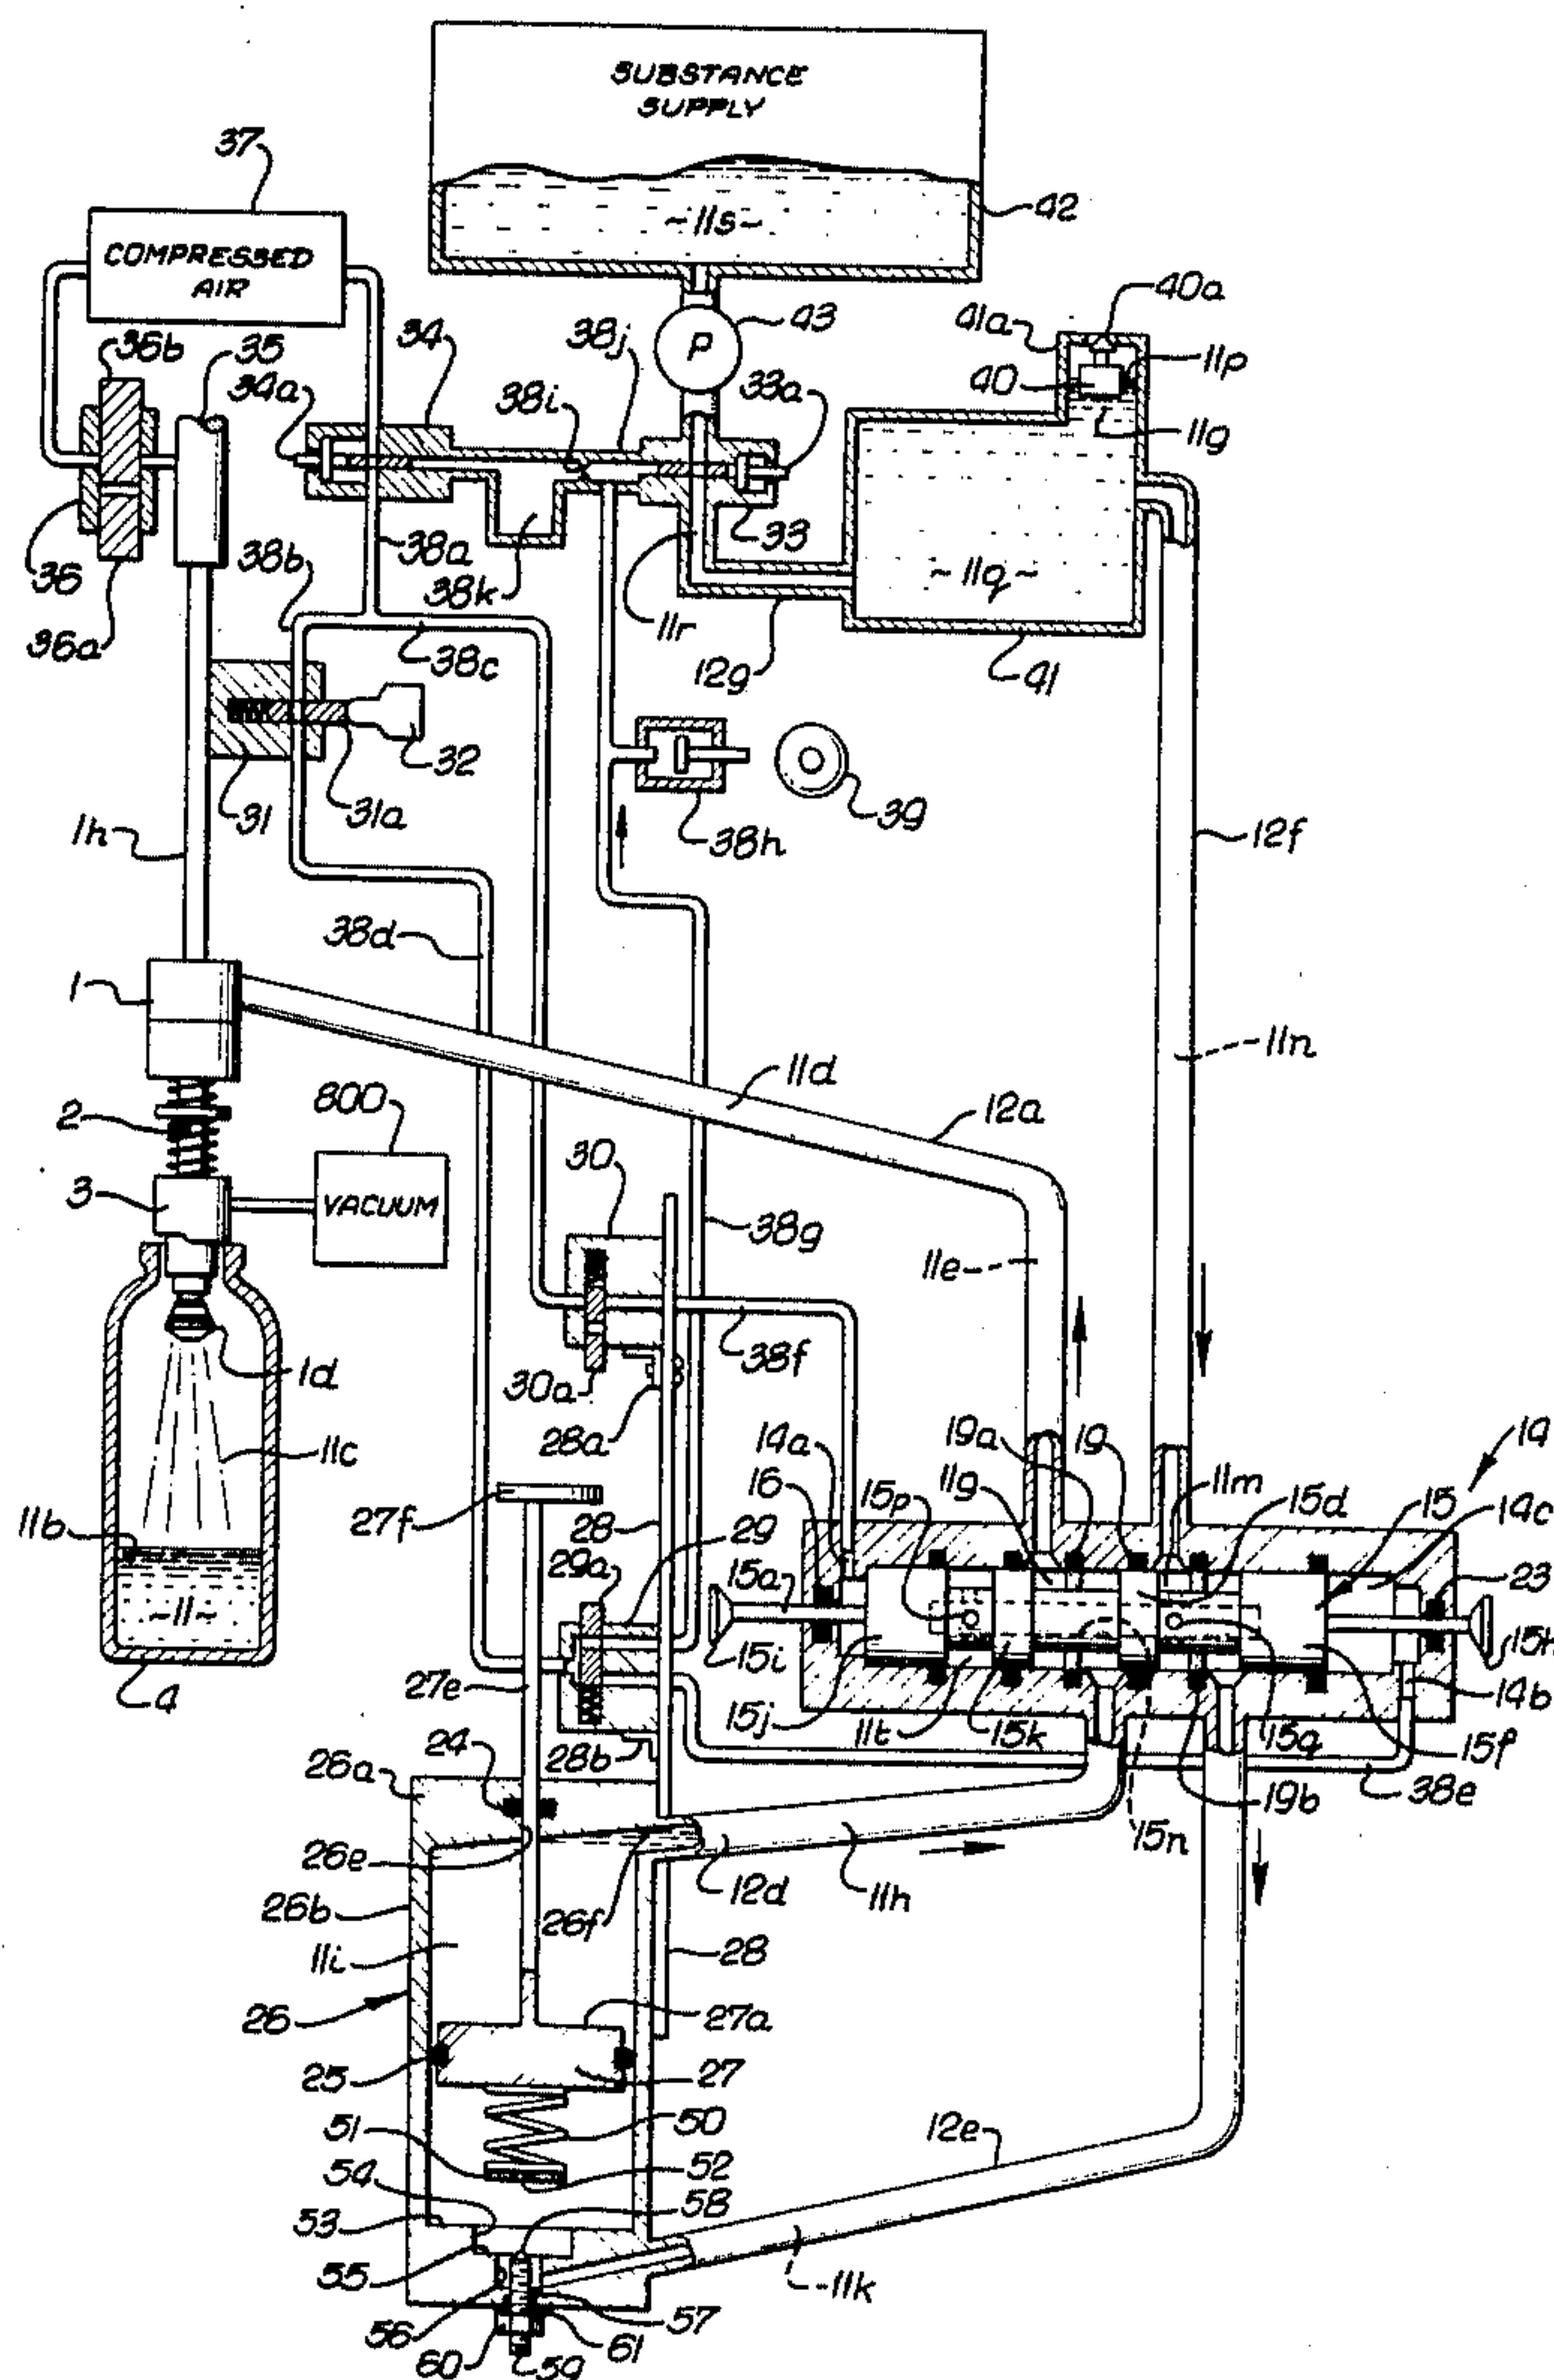 SUBSTANCE
SUPPLY
37
~11s~
42
COMPRESSED
AIR
40a
41a
43
36b
35
34
38j
P
11p
34a
38i
33a
40
11g
38a
33
36
38b
38k
11r
~11q~
36a
38c
12g
41
32
31
31a
39
1h
38h
12f
38d
1
11d
11n
12a
2
800
30
3
VACUUM
38g
11e
1d
38f
30a
28a
19a
19
14
14a
11g
11m
11c
16
15p
15d
15
14c
11b
27f
28
29
29a
15a
23
~11~
15i
15h
27e
14b
4
15j
11t
15k
15q
15f
24
28b
26a
19b
38e
26e
15n
12d
11h
26b
26f
11i
28
27a
26
25
27
51
50
12e
54
52
53
58
55
11k
56
57
60
61
59